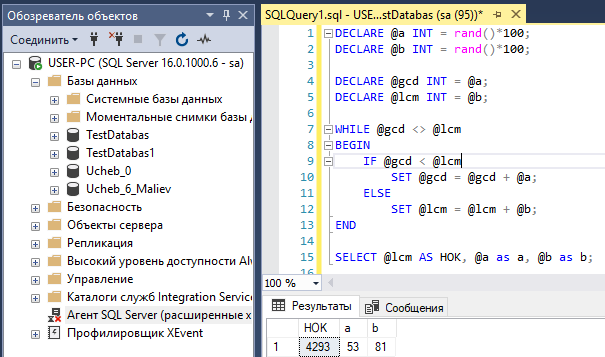 Обозреватель объектов
Соединить
USER-PC (SQL Server 16.0.1000.6 - sa)
Базы данных
Системные базы данных
Моментальные снимки базы д
TestDatabas
TestDatabas1
Ucheb_0
Ucheb_6_Maliev
Безопасность
Объекты сервера
Репликация
Высокий уровень доступности Alv
Управление
Каталоги служб Integration Service
Агент SQL Server (расширенные х
Профилировщик XEvent
SQLQuery1.sql - USE...stDatabas (sa (95))*
1 DECLARE @a INT = rand()*100;
2 DECLARE @b INT = rand()*100;
3
4 DECLARE @gcd INT = @a;
5 DECLARE @lcm INT = @b;
6
7 WHILE @gcd <> @lcm
8 BEGIN
9 IF @gcd < @lcm
10 SET @gcd = @gcd + @a;
11 ELSE
12 SET @lcm = @lcm + @b;
13 END
14
15 SELECT @lcm AS HOK, @a as a, @b as b;
16
100 %
Результаты Сообщения
HOK a b
1 4293 53 81